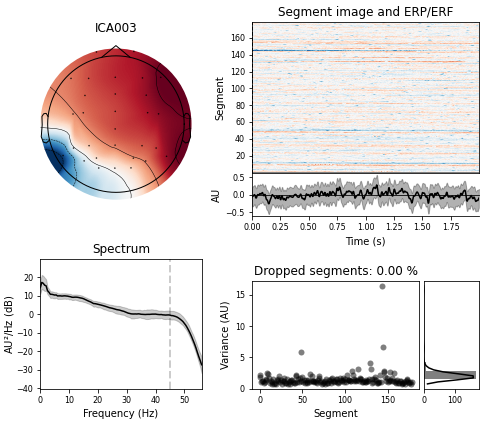 ICA003
Segment image and ERP/ERF
Segment
160
140
120
100
80
60
40
20
AU
0.5
0.0
−0.5
0.00 0.25 0.50 0.75 1.00 1.25 1.50 1.75
Time (s)
Spectrum
AU²/Hz (dB)
20
10
0
−10
−20
−30
−40
0 10 20 30 40 50
Frequency (Hz)
Dropped segments: 0.00 %
Variance (AU)
15
10
5
0
0 50 100 150
Segment
100